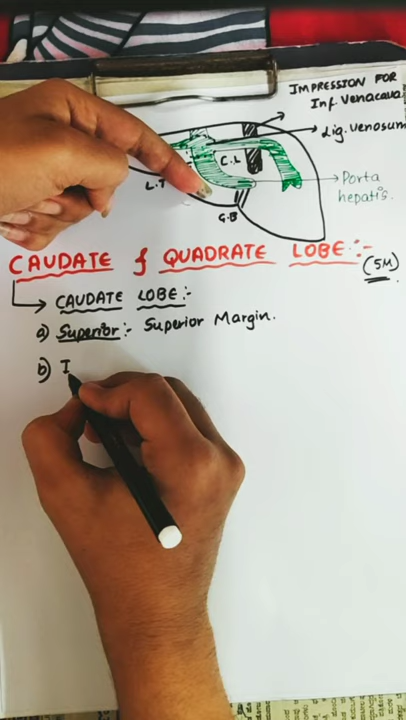 IMPRESSION FOR
Inf. Venacava.
Lig. Venosum
C.L
L.T
Porta
hepatis.
G.B
CAUDATE & QUADRATE LOBE:-
(5M)
CAUDATE LOBE:-
a) Superior:- Superior Margin.
b) I